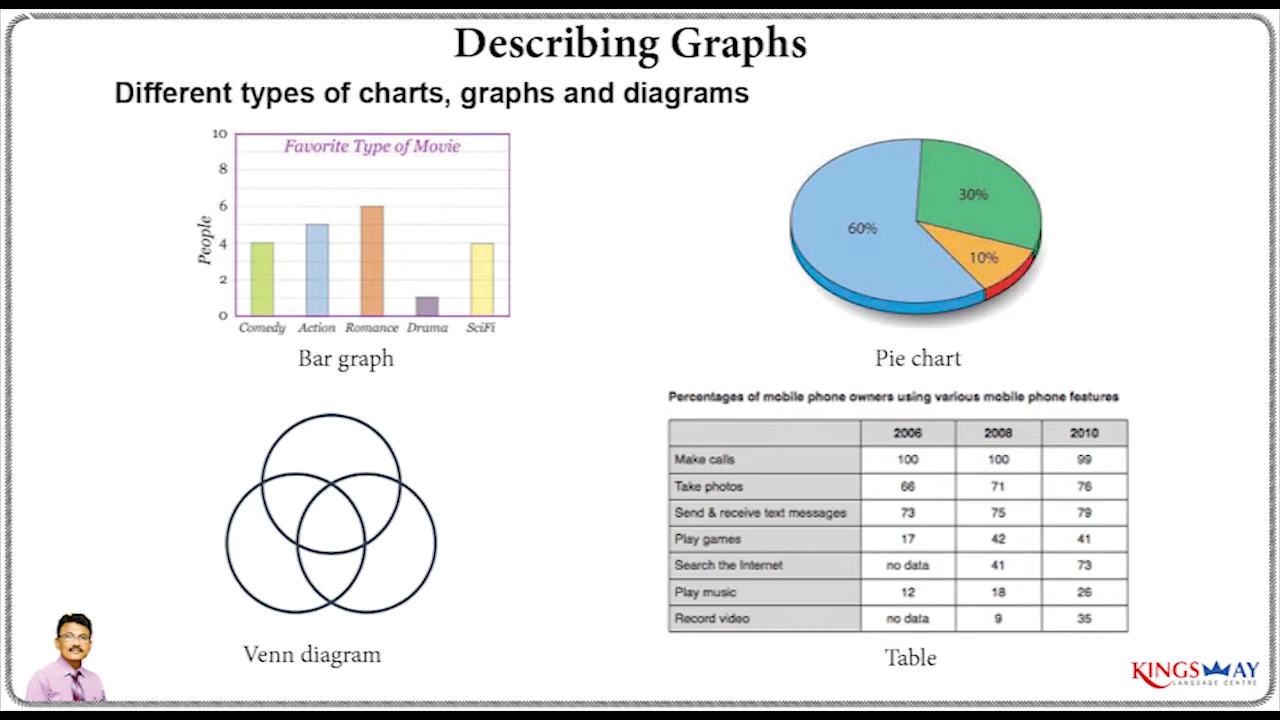 Describing Graphs
Different types of charts, graphs and diagrams
Favorite Type of Movie
10
8
6
4
2
0
People
Comedy Action Romance Drama SciFi
Bar graph
60%
30%
10%
Pie chart
Venn diagram
Percentages of mobile phone owners using various mobile phone features
2006 2008 2010
Make calls 100 100 99
Take photos 66 71 76
Send & receive text messages 73 75 79
Play games 17 42 41
Search the Internet no data 41 73
Play music 12 18 26
Record video no data 9 35
Table
KINGSWAY
LANGUAGE CENTRE